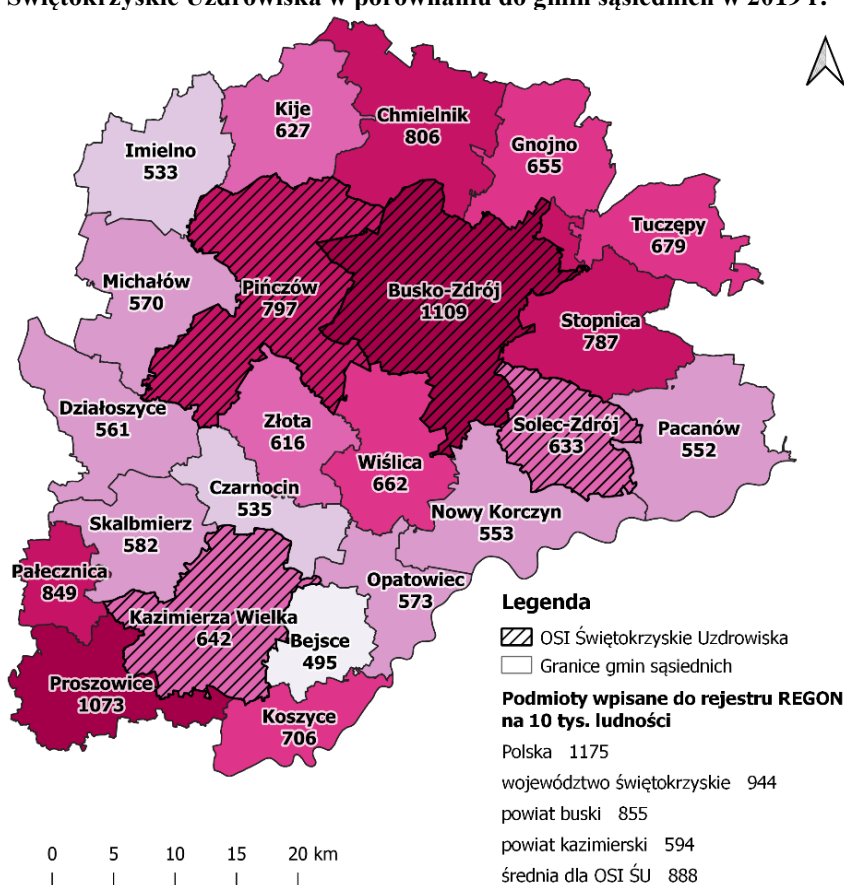 Świętokrzyskie Uzdrowiska w porównaniu do gmin sąsiednich w 2019 r.
Kije
627
Chmielnik
806
Imielno
533
Gnojno
655
Tuczępy
679
Michałów
570
Pińczów
797
Busko-Zdrój
1109
Stopnica
787
Działoszyce
561
Złota
616
Solec-Zdrój
633
Pacanów
552
Wiślica
662
Czarnocin
535
Nowy Korczyn
553
Skalbmierz
582
Pałecznica
849
Opatowiec
573
Kazimierza Wielka
642
Bejsce
495
Proszowice
1073
Koszyce
706
Legenda
OSI Świętokrzyskie Uzdrowiska
Granice gmin sąsiednich
Podmioty wpisane do rejestru REGON
na 10 tys. ludności
Polska 1175
województwo świętokrzyskie 944
powiat buski 855
powiat kazimierski 594
średnia dla OSI ŚU 888
0 5 10 15 20 km